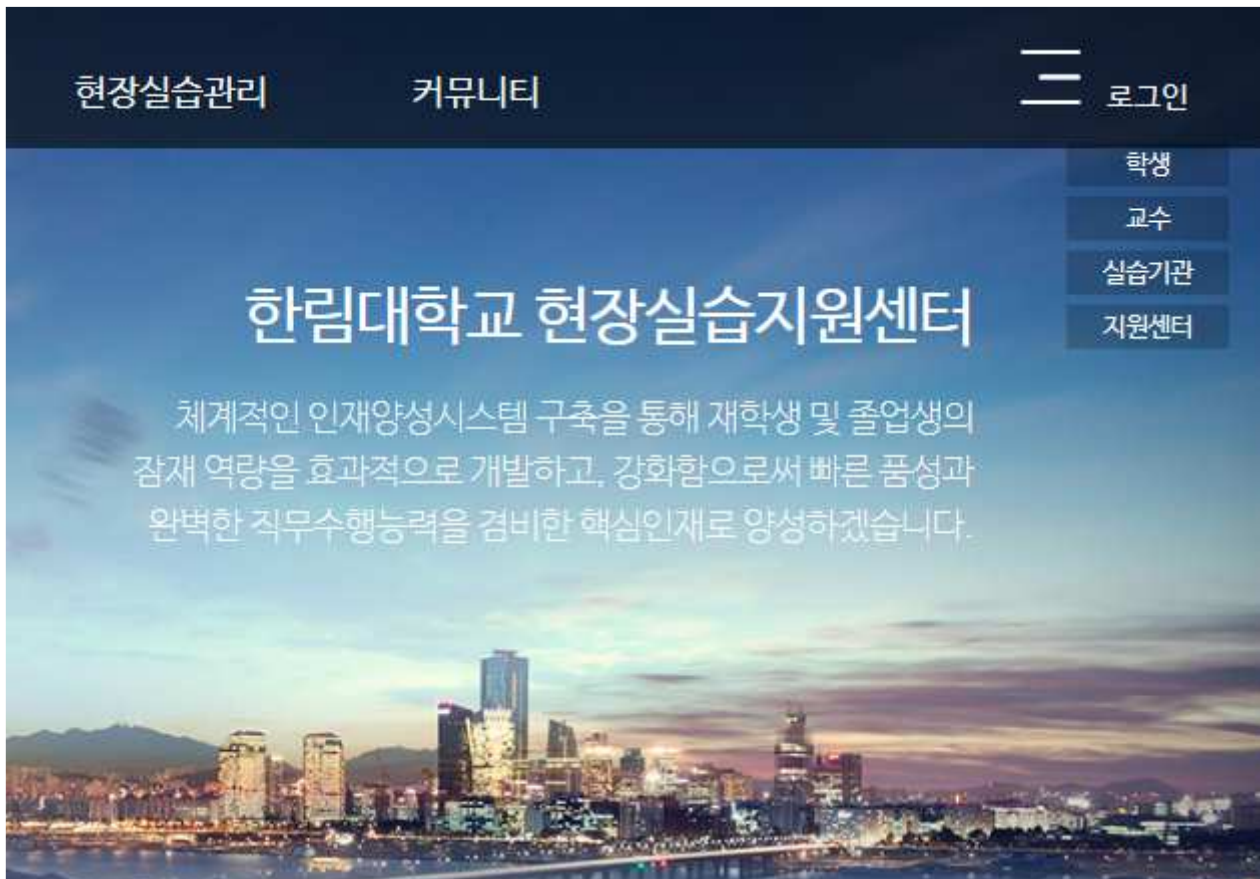 현장실습관리
커뮤니티
로그인
학생
교수
실습기관
지원센터
한림대학교 현장실습지원센터
체계적인 인재양성시스템 구축을 통해 재학생 및 졸업생의
잠재 역량을 효과적으로 개발하고, 강화함으로써 빠른 품성과
완벽한 직무수행능력을 겸비한 핵심인재로 양성하겠습니다.